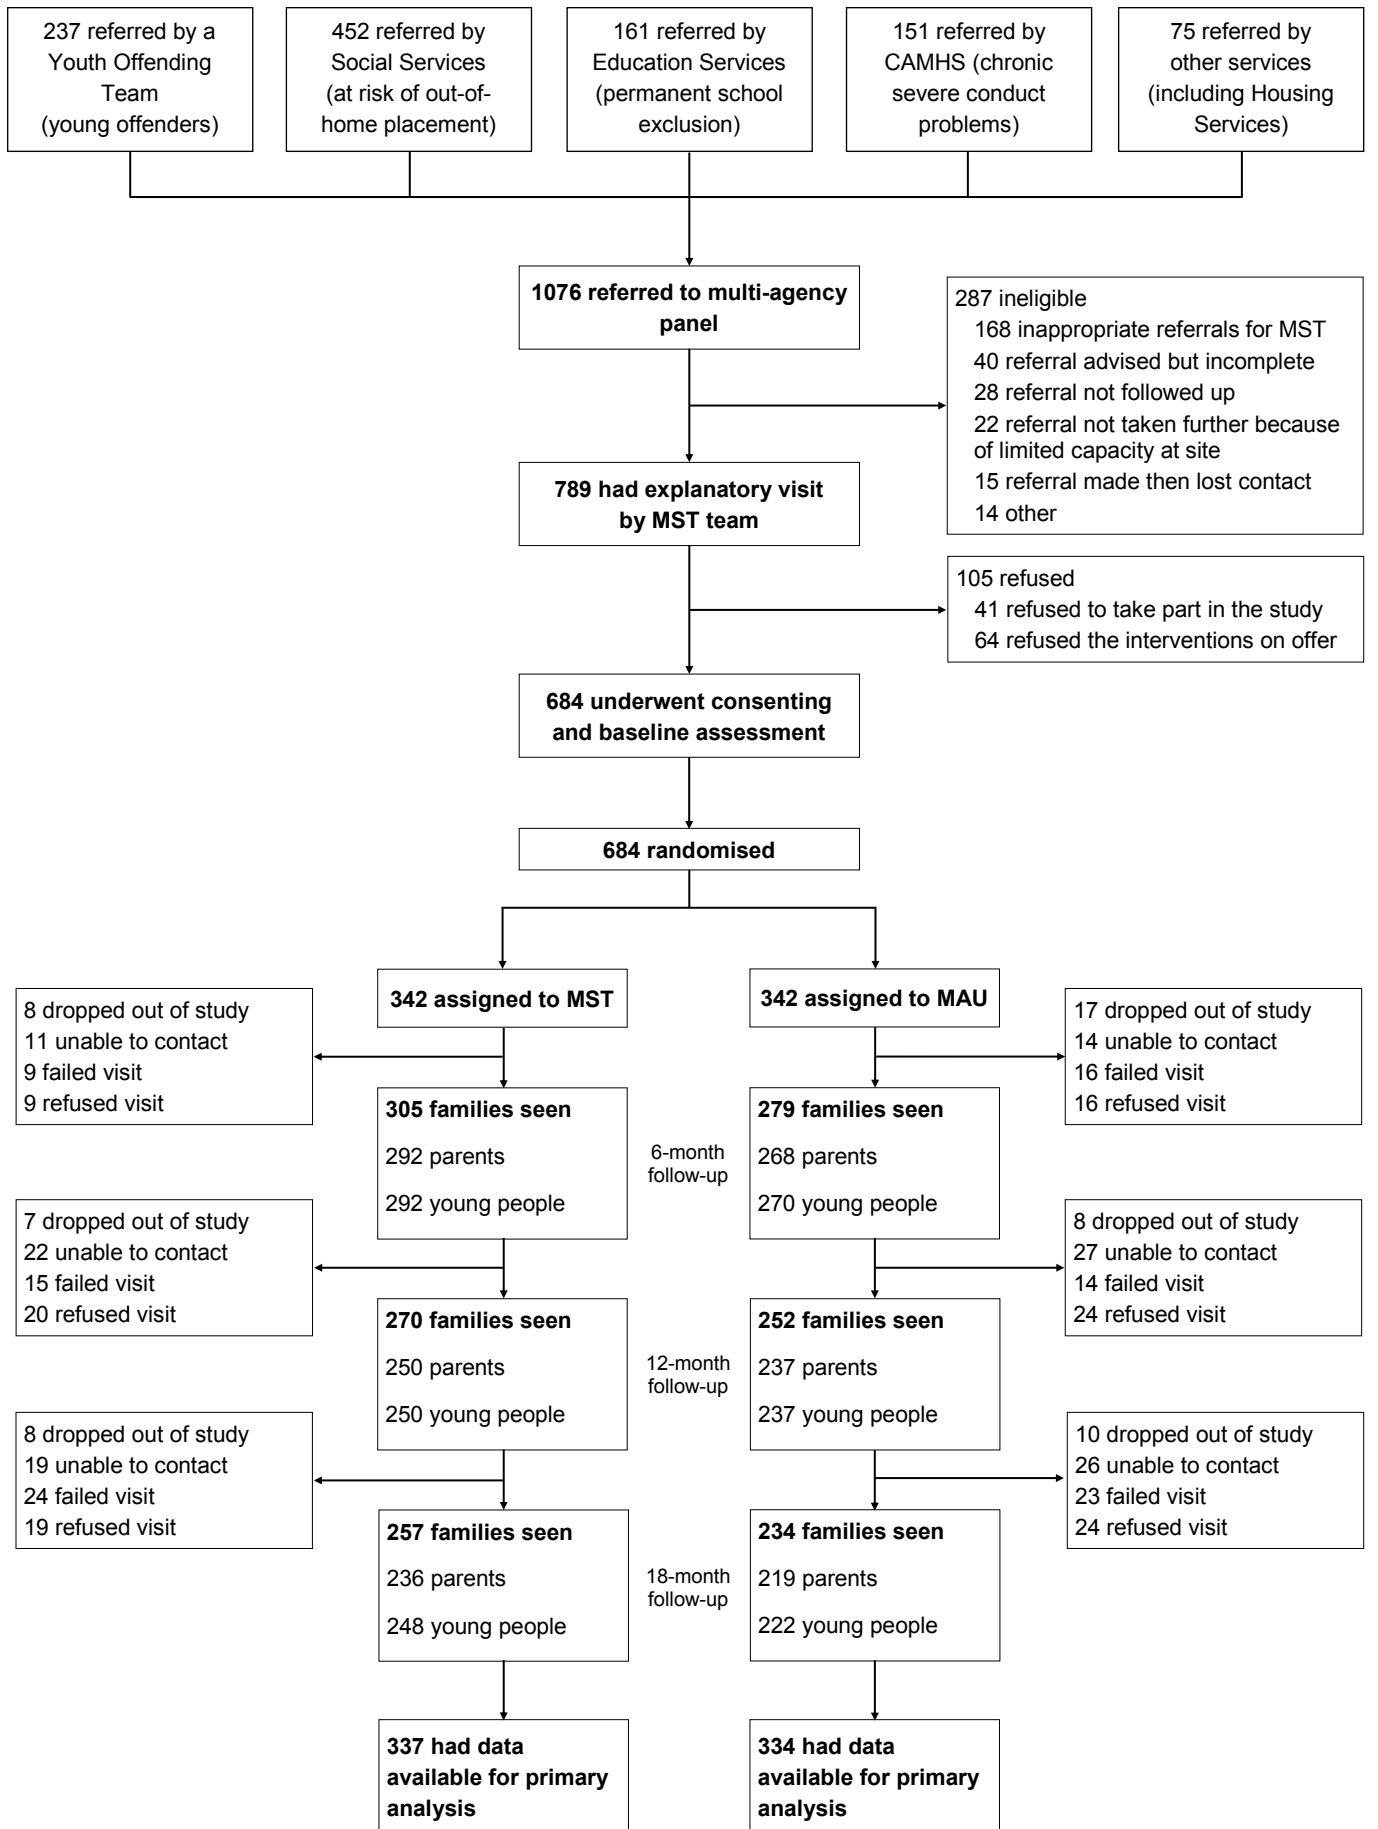 237 referred by a
Youth Offending
Team
(young offenders)
452 referred by
Social Services
(at risk of out-of-
home placement)
161 referred by
Education Services
(permanent school
exclusion)
151 referred by
CAMHS (chronic
severe conduct
problems)
75 referred by
other services
(including Housing
Services)
1076 referred to multi-agency
panel
287 ineligible
168 inappropriate referrals for MST
40 referral advised but incomplete
28 referral not followed up
22 referral not taken further because
of limited capacity at site
15 referral made then lost contact
14 other
789 had explanatory visit
by MST team
105 refused
41 refused to take part in the study
64 refused the interventions on offer
684 underwent consenting
and baseline assessment
684 randomised
342 assigned to MST
342 assigned to MAU
8 dropped out of study
11 unable to contact
9 failed visit
9 refused visit
17 dropped out of study
14 unable to contact
16 failed visit
16 refused visit
305 families seen
292 parents
292 young people
6-month
follow-up
279 families seen
268 parents
270 young people
7 dropped out of study
22 unable to contact
15 failed visit
20 refused visit
8 dropped out of study
27 unable to contact
14 failed visit
24 refused visit
270 families seen
250 parents
250 young people
12-month
follow-up
252 families seen
237 parents
237 young people
8 dropped out of study
19 unable to contact
24 failed visit
19 refused visit
10 dropped out of study
26 unable to contact
23 failed visit
24 refused visit
257 families seen
236 parents
248 young people
18-month
follow-up
234 families seen
219 parents
222 young people
337 had data
available for primary
analysis
334 had data
available for primary
analysis